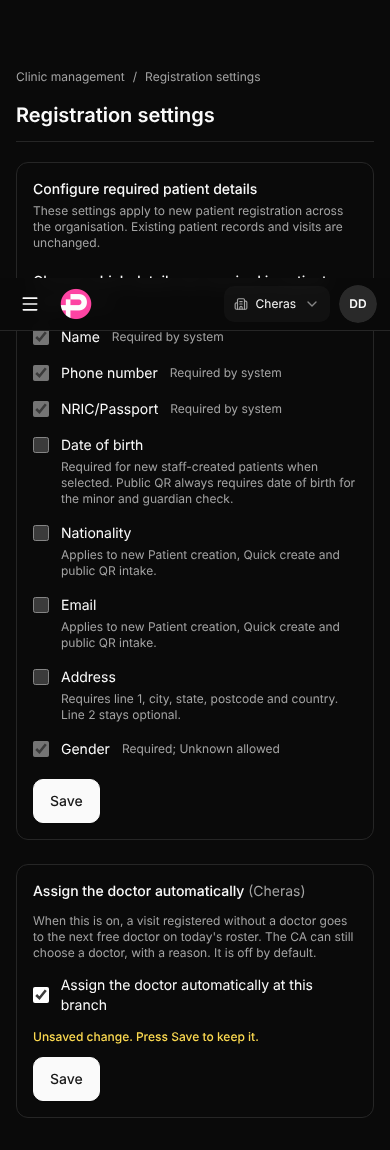 Clinic management / Registration settings
Registration settings
Configure required patient details
These settings apply to new patient registration across
the organisation. Existing patient records and visits are
unchanged.
Cheras
DD
Name Required by system
Phone number Required by system
NRIC/Passport Required by system
Date of birth
Required for new staff-created patients when
selected. Public QR always requires date of birth for
the minor and guardian check.
Nationality
Applies to new Patient creation, Quick create and
public QR intake.
Email
Applies to new Patient creation, Quick create and
public QR intake.
Address
Requires line 1, city, state, postcode and country.
Line 2 stays optional.
Gender Required; Unknown allowed
Save
Assign the doctor automatically (Cheras)
When this is on, a visit registered without a doctor goes
to the next free doctor on today's roster. The CA can still
choose a doctor, with a reason. It is off by default.
Assign the doctor automatically at this
branch
Unsaved change. Press Save to keep it.
Save